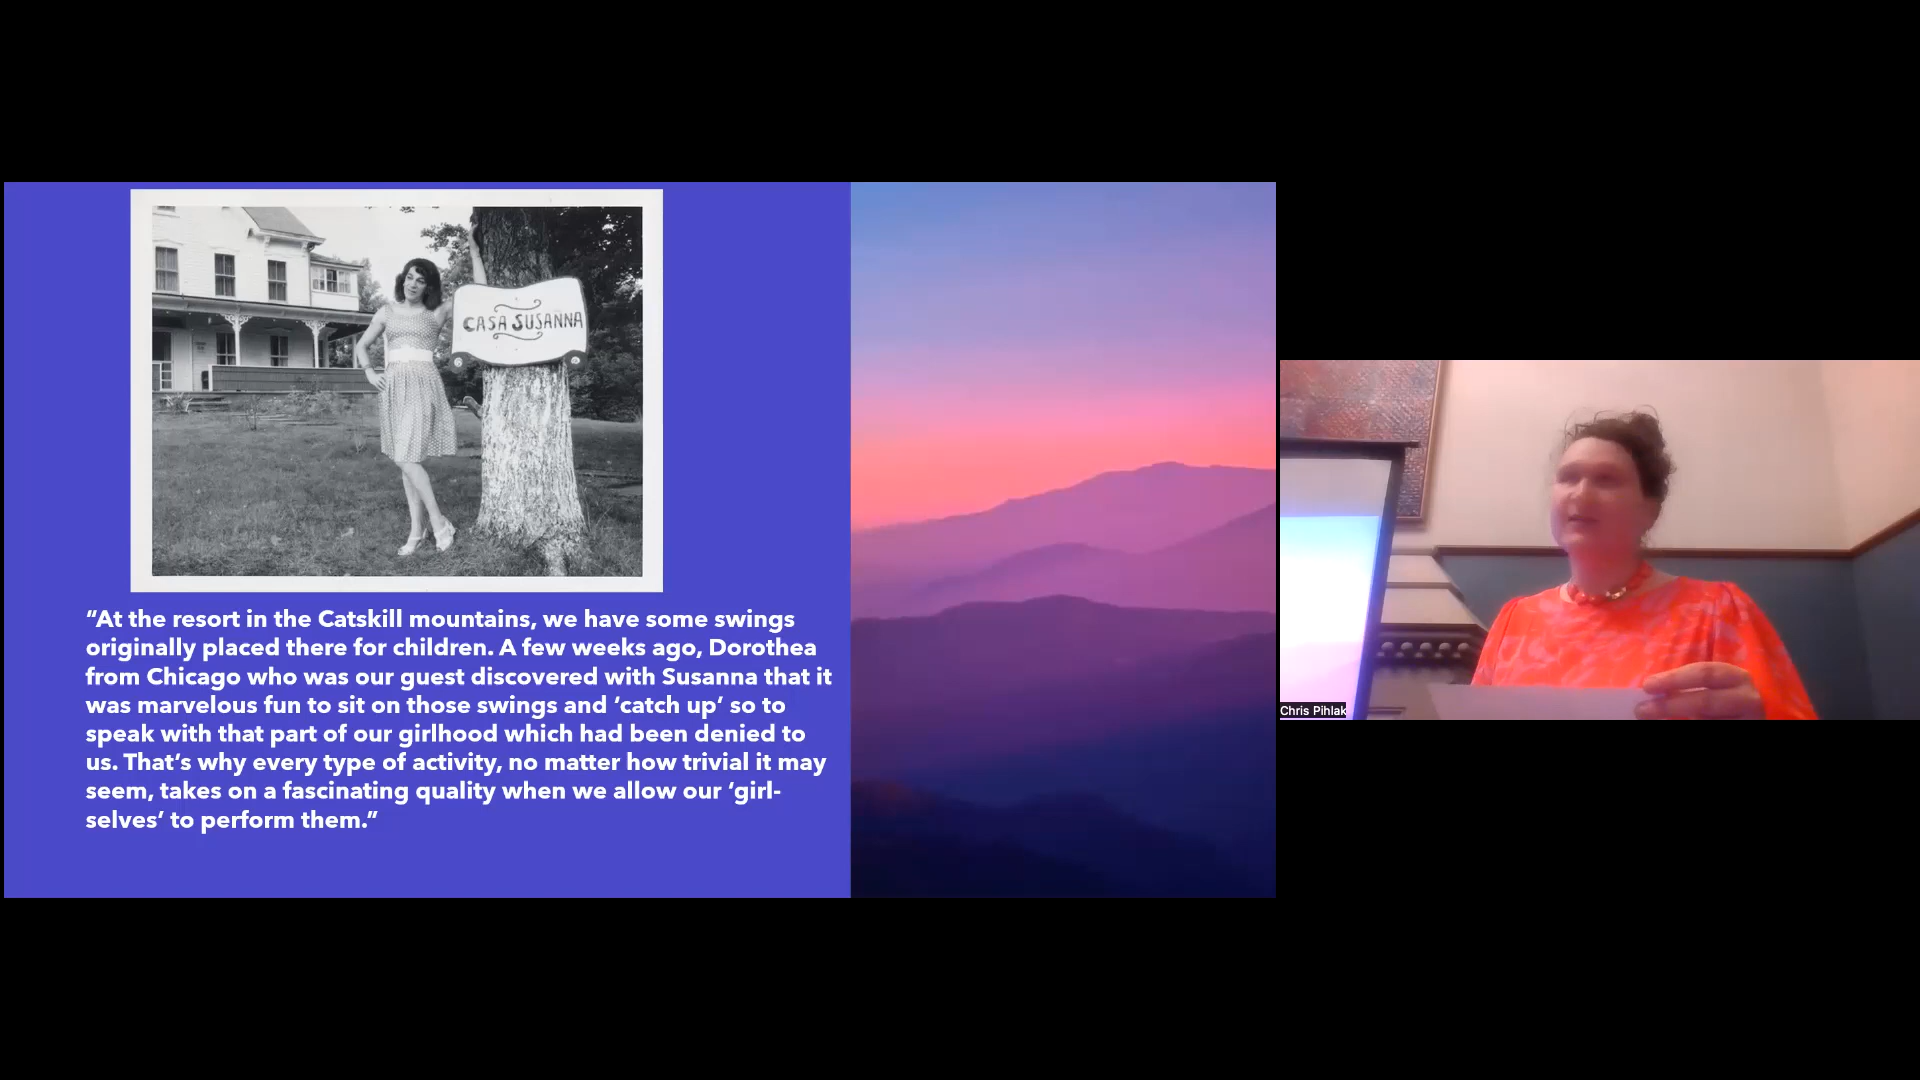 CASA SUSANNA
“At the resort in the Catskill mountains, we have some swings
originally placed there for children. A few weeks ago, Dorothea
from Chicago who was our guest discovered with Susanna that it
was marvelous fun to sit on those swings and ‘catch up’ so to
speak with that part of our girlhood which had been denied to
us. That’s why every type of activity, no matter how trivial it may
seem, takes on a fascinating quality when we allow our ‘girl-
selves’ to perform them.”
Chris Pihlak